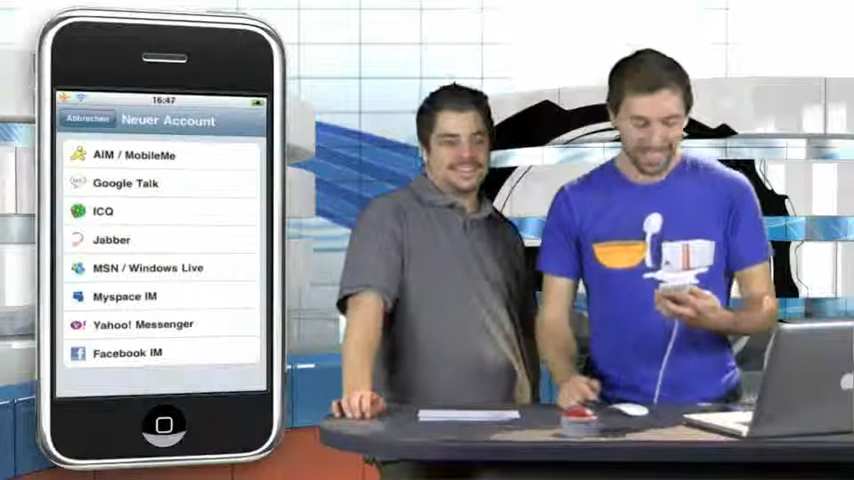 16:47
Abbrechen
Neuer Account
AIM / MobileMe
Google Talk
ICQ
Jabber
MSN / Windows Live
Myspace IM
Yahoo! Messenger
Facebook IM